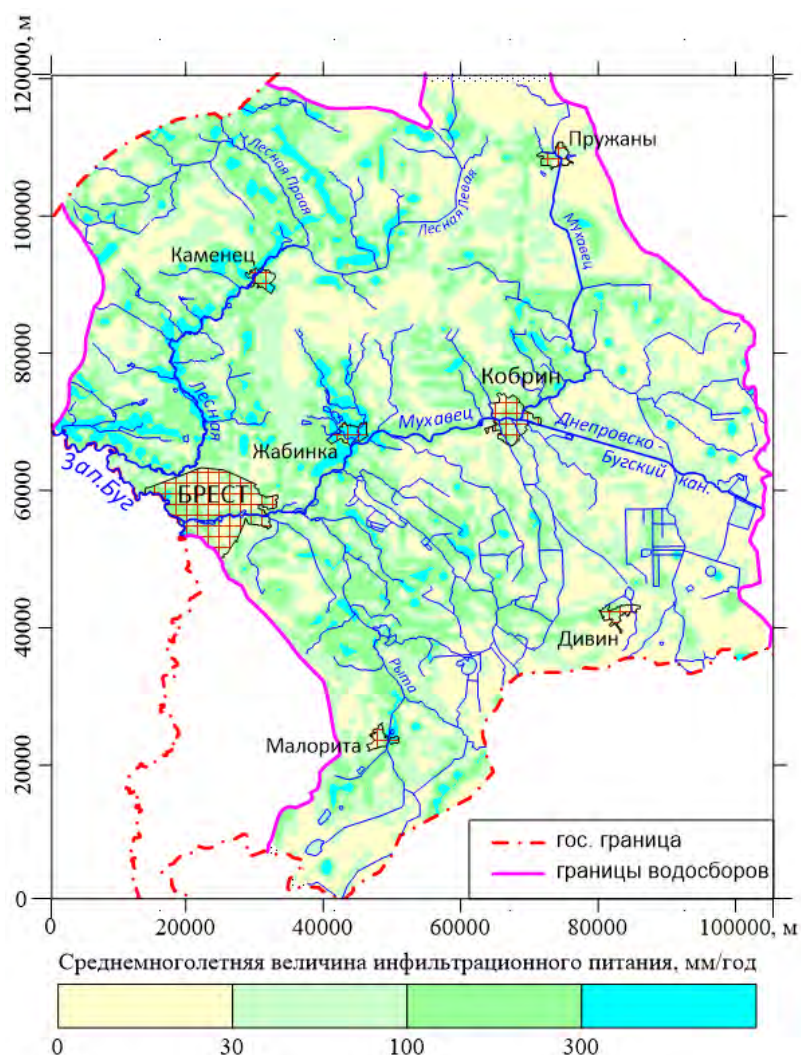 120000, м
100000
80000
60000
40000
20000
0
Пружаны
Лесная Правая
Лесная Левая
Мухавец
Каменец
Кобрин
Лесная
Мухавец
Днепровско-
Бугский кан.
Жабинка
Зап.Буг
БРЕСТ
Дивин
Рыта
Малорита
гос. граница
границы водосборов
0 20000 40000 60000 80000 100000, м
Среднемноголетняя величина инфильтрационного питания, мм/год
0 30 100 300